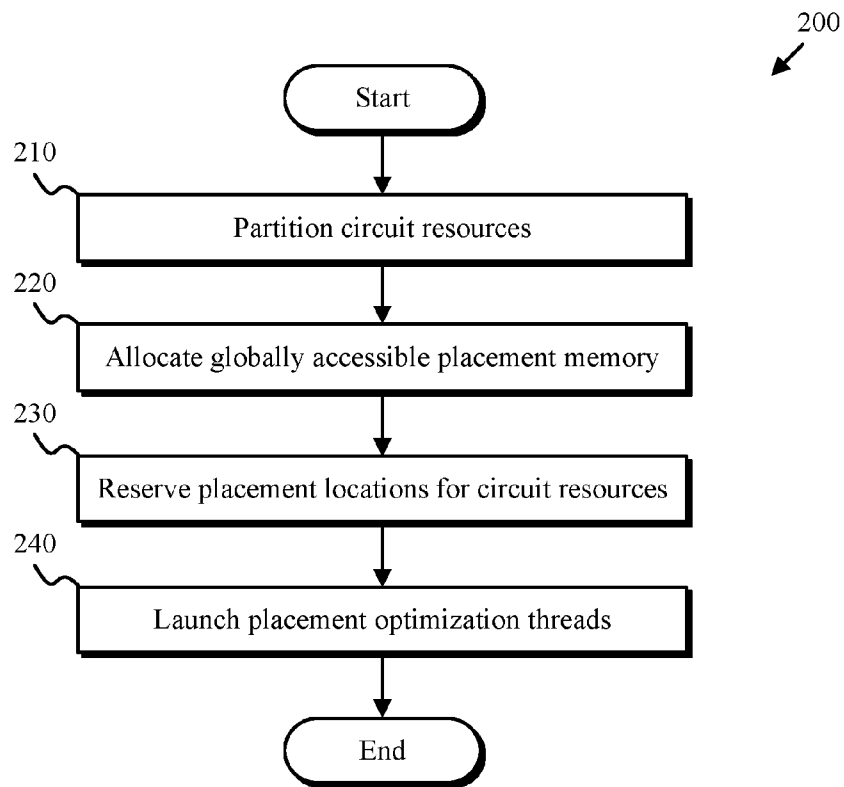 200
Start
210
Partition circuit resources
220
Allocate globally accessible placement memory
230
Reserve placement locations for circuit resources
240
Launch placement optimization threads
End